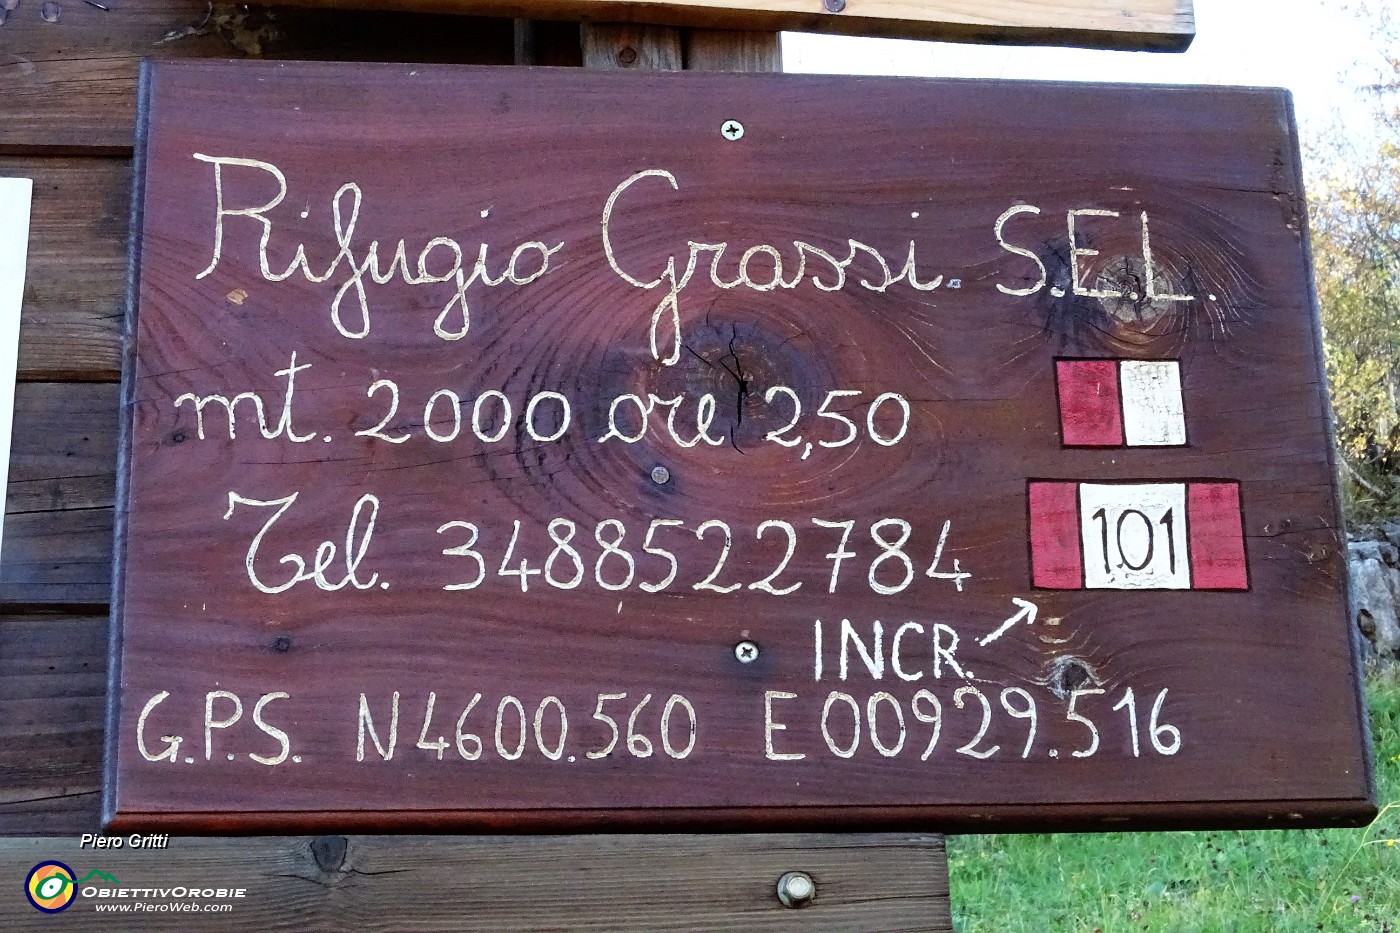 Rifugio Grassi. S.E.L.
mt. 2000 ore 2,50
Tel. 3488522784
101
INCR.
G.P.S. N4600.560 E00929.516
Piero Gritti
OBIETTIVOROBIE
www.PieroWeb.com